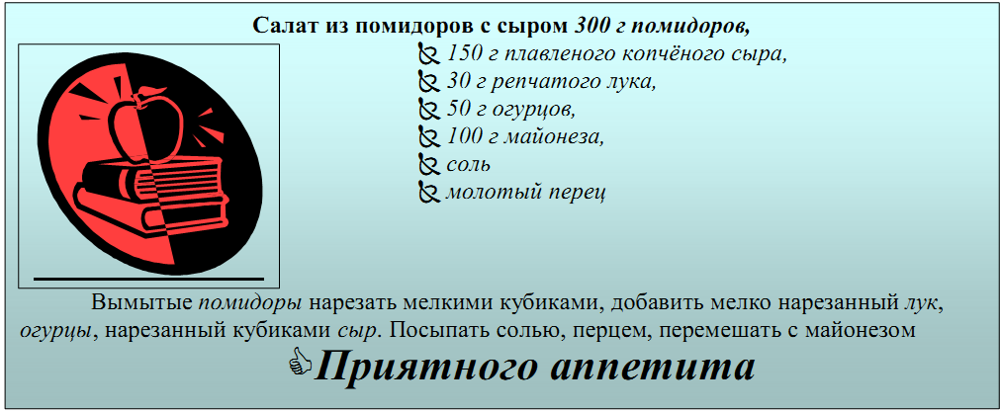 Салат из помидоров с сыром 300 г помидоров,
150 г плавленого копчёного сыра,
30 г репчатого лука,
50 г огурцов,
100 г майонеза,
соль
молотый перец
Вымытые помидоры нарезать мелкими кубиками, добавить мелко нарезанный лук,
огурцы, нарезанный кубиками сыр. Посыпать солью, перцем, перемешать с майонезом
Приятного аппетита